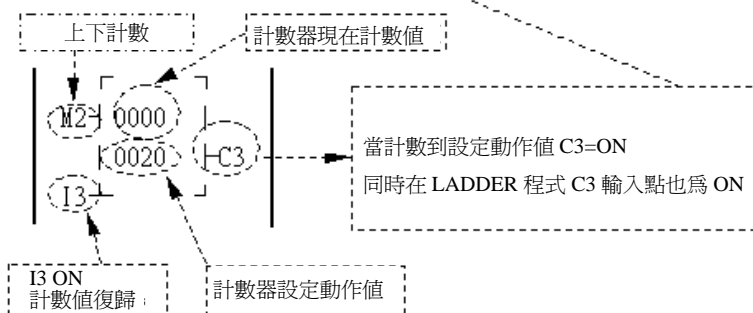 上下計數
計數器現在計數值
M2
0000
0020
C3
I3
當計數到設定動作值 C3=ON
同時在 LADDER 程式 C3 輸入點也爲 ON
I3 ON
計數值復歸
計數器設定動作值